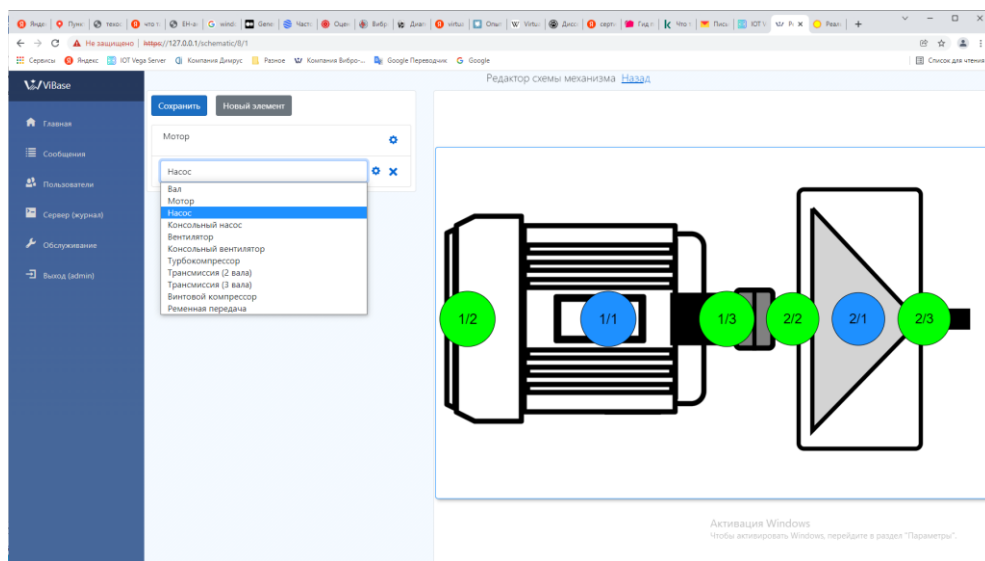 Не защищено
https://127.0.0.1/schematic/8/1
Сервисы
Яндекс
IOT Vega Server
Компания Димрус
Разное
Компания Вибро-...
Google Переводчик
Google
Список для чтения
ViBase
Редактор схемы механизма Назад
Главная
Сообщения
Пользователи
Сервер (журнал)
Обслуживание
Выход (admin)
Сохранить
Новый элемент
Мотор
Насос
Вал
Мотор
Насос
Консольный насос
Вентилятор
Консольный вентилятор
Турбокомпрессор
Трансмиссия (2 вала)
Трансмиссия (3 вала)
Винтовой компрессор
Ременная передача
1/2
1/1
1/3
2/2
2/1
2/3
Активация Windows
Чтобы активировать Windows, перейдите в раздел "Параметры".